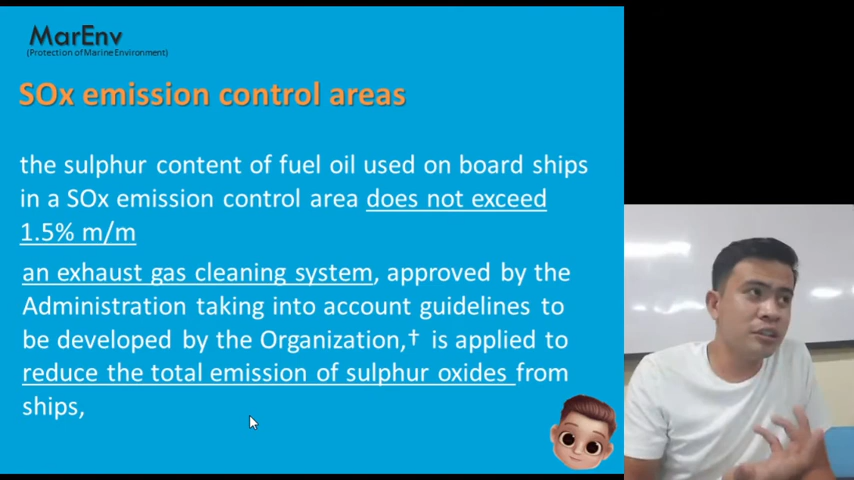 MarEnv
(Protection of Marine Environment)
SOx emission control areas
the sulphur content of fuel oil used on board ships
in a SOx emission control area does not exceed
1.5% m/m
an exhaust gas cleaning system, approved by the
Administration taking into account guidelines to
be developed by the Organization,† is applied to
reduce the total emission of sulphur oxides from
ships,